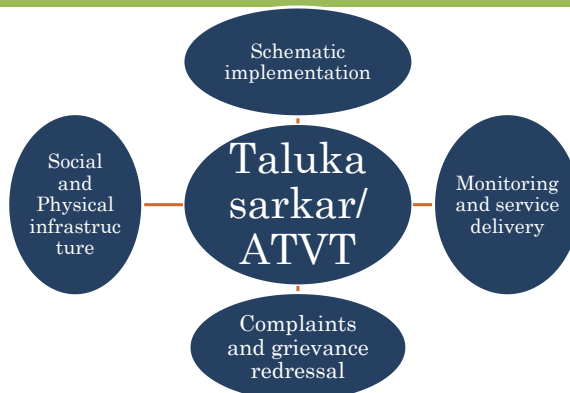 Schematic
implementation
Social
and
Physical
infrastruc
ture
Taluka
sarkar/
ATVT
Monitoring
and service
delivery
Complaints
and grievance
redressal